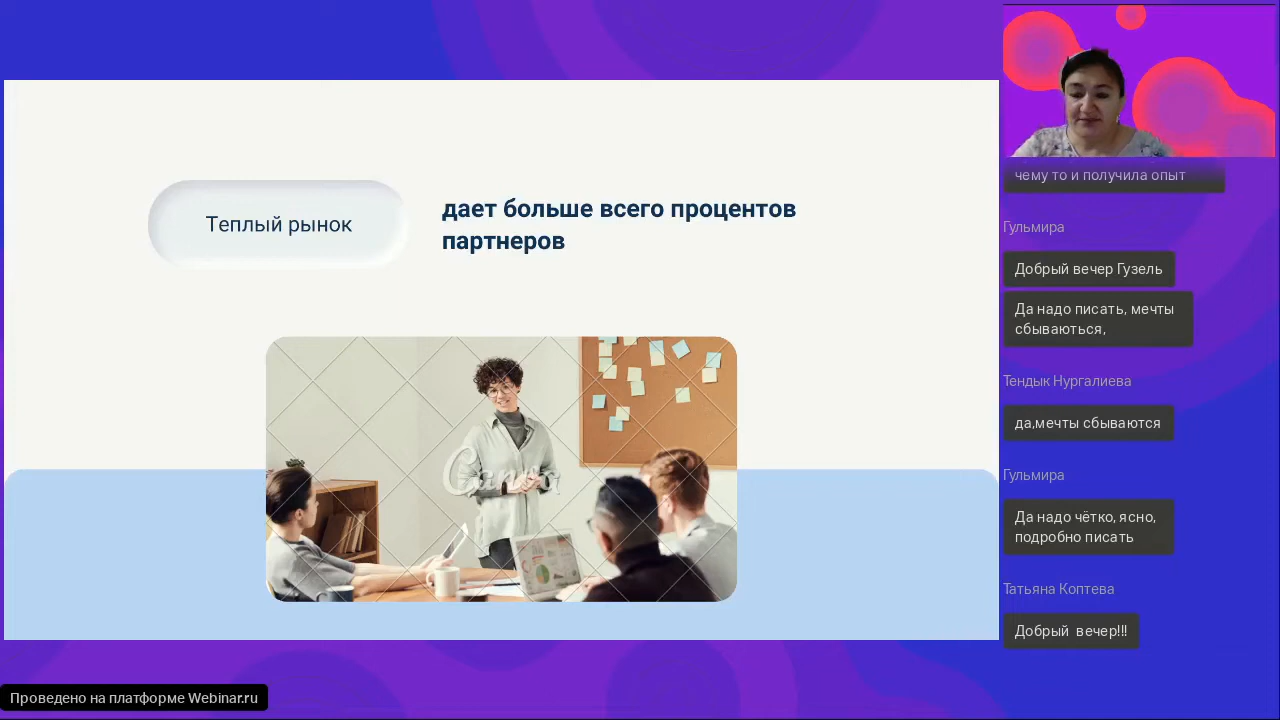 Теплый рынок
дает больше всего процентов
партнеров
Canva
чему то и получила опыт
Гульмира
Добрый вечер Гузель
Да надо писать, мечты
сбываються,
Тендык Нургалиева
да,мечты сбываются
Гульмира
Да надо чётко, ясно,
подробно писать
Татьяна Коптева
Добрый вечер!!!
Проведено на платформе Webinar.ru